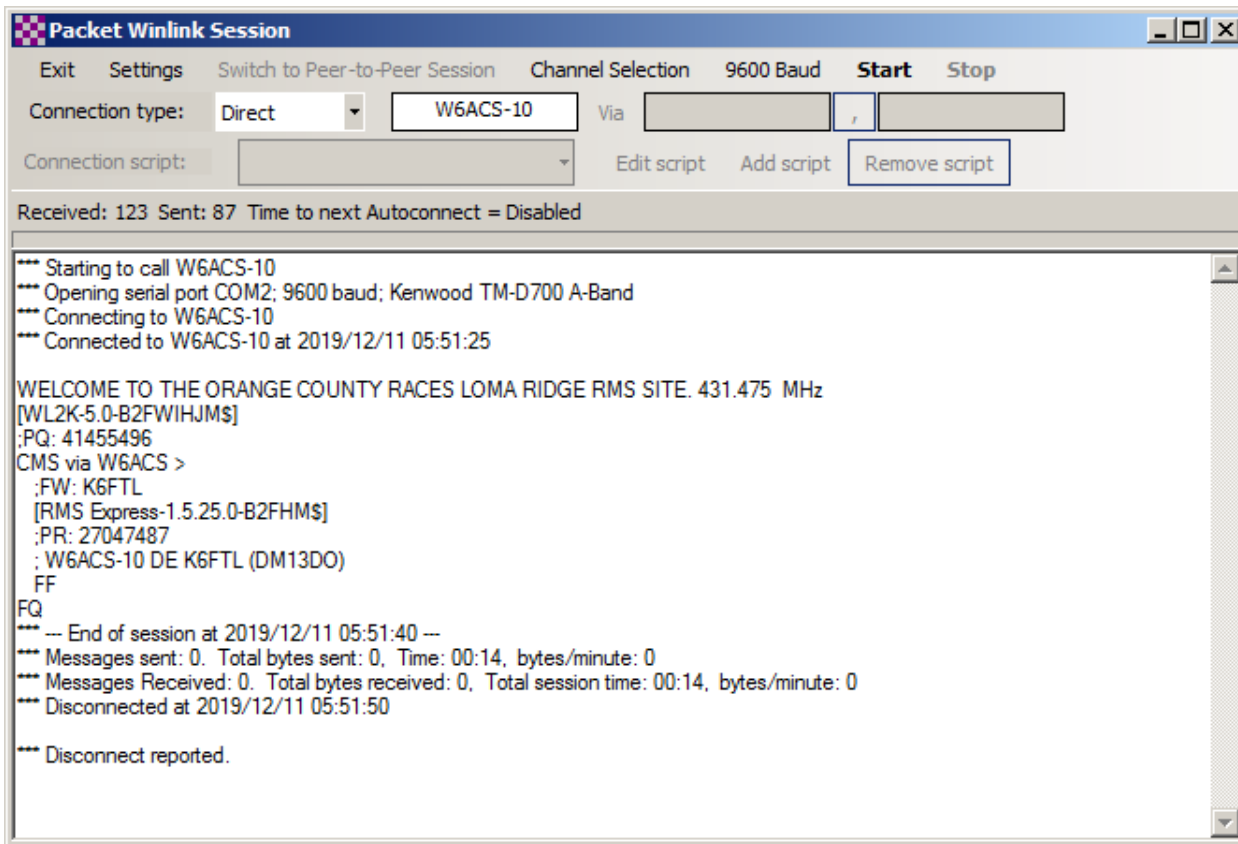 Packet Winlink Session
Exit Settings Switch to Peer-to-Peer Session Channel Selection 9600 Baud Start Stop
Connection type: Direct W6ACS-10 Via ,
Connection script: Edit script Add script Remove script
Received: 123 Sent: 87 Time to next Autoconnect = Disabled
*** Starting to call W6ACS-10
*** Opening serial port COM2; 9600 baud; Kenwood TM-D700 A-Band
*** Connecting to W6ACS-10
*** Connected to W6ACS-10 at 2019/12/11 05:51:25
WELCOME TO THE ORANGE COUNTY RACES LOMA RIDGE RMS SITE. 431.475 MHz
[WL2K-5.0-B2FWIHJM$]
;PQ: 41455496
CMS via W6ACS >
;FW: K6FTL
[RMS Express-1.5.25.0-B2FHM$]
;PR: 27047487
; W6ACS-10 DE K6FTL (DM13DO)
FF
FQ
*** --- End of session at 2019/12/11 05:51:40 ---
*** Messages sent: 0. Total bytes sent: 0, Time: 00:14, bytes/minute: 0
*** Messages Received: 0. Total bytes received: 0, Total session time: 00:14, bytes/minute: 0
*** Disconnected at 2019/12/11 05:51:50
*** Disconnect reported.